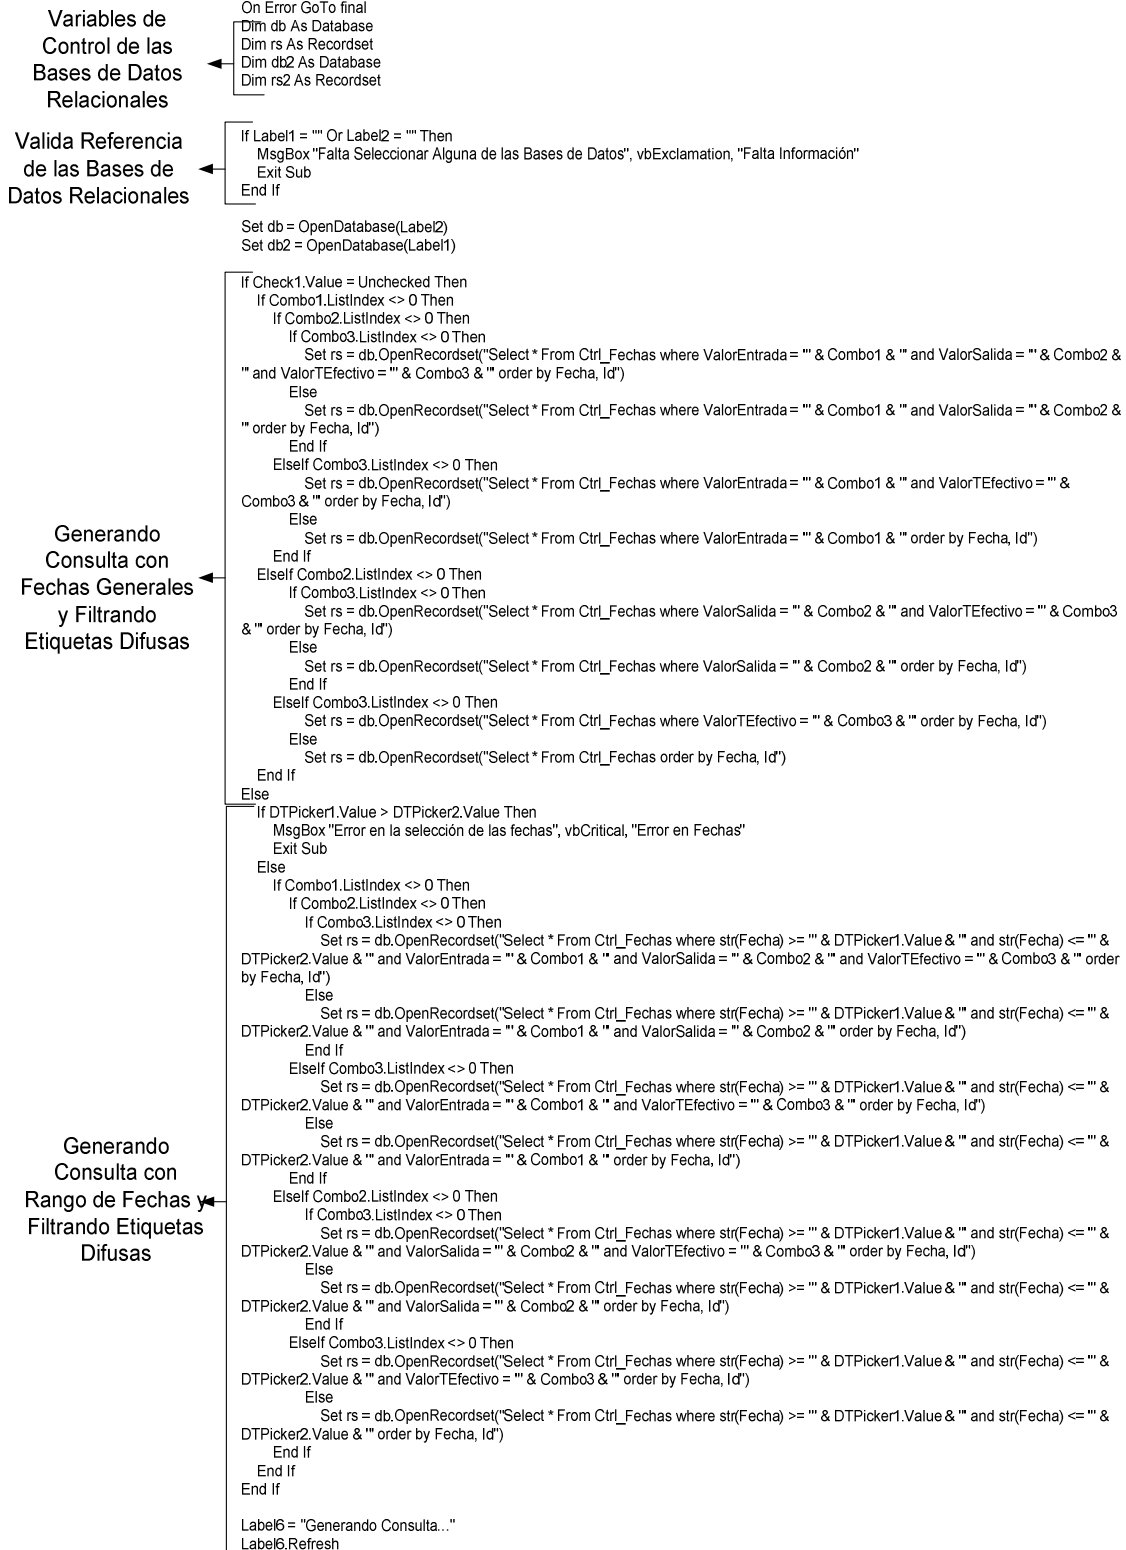 Variables de
Control de las
Bases de Datos
Relacionales
On Error GoTo final
Dim db As Database
Dim rs As Recordset
Dim db2 As Database
Dim rs2 As Recordset
Valida Referencia
de las Bases de
Datos Relacionales
If Label1 = "" Or Label2 = "" Then
MsgBox "Falta Seleccionar Alguna de las Bases de Datos", vbExclamation, "Falta Información"
Exit Sub
End If
Set db = OpenDatabase(Label2)
Set db2 = OpenDatabase(Label1)
Generando
Consulta con
Fechas Generales
y Filtrando
Etiquetas Difusas
If Check1.Value = Unchecked Then
If Combo1.ListIndex <> 0 Then
If Combo2.ListIndex <> 0 Then
If Combo3.ListIndex <> 0 Then
Set rs = db.OpenRecordset("Select * From Ctrl_Fechas where ValorEntrada = '" & Combo1 & "' and ValorSalida = '" & Combo2 &
"' and ValorTEfectivo = '" & Combo3 & "' order by Fecha, Id")
Else
Set rs = db.OpenRecordset("Select * From Ctrl_Fechas where ValorEntrada = '" & Combo1 & "' and ValorSalida = '" & Combo2 &
"' order by Fecha, Id")
End If
ElseIf Combo3.ListIndex <> 0 Then
Set rs = db.OpenRecordset("Select * From Ctrl_Fechas where ValorEntrada = '" & Combo1 & "' and ValorTEfectivo = '" &
Combo3 & "' order by Fecha, Id")
Else
Set rs = db.OpenRecordset("Select * From Ctrl_Fechas where ValorEntrada = '" & Combo1 & "' order by Fecha, Id")
End If
ElseIf Combo2.ListIndex <> 0 Then
If Combo3.ListIndex <> 0 Then
Set rs = db.OpenRecordset("Select * From Ctrl_Fechas where ValorSalida = '" & Combo2 & "' and ValorTEfectivo = '" & Combo3
& "' order by Fecha, Id")
Else
Set rs = db.OpenRecordset("Select * From Ctrl_Fechas where ValorSalida = '" & Combo2 & "' order by Fecha, Id")
End If
ElseIf Combo3.ListIndex <> 0 Then
Set rs = db.OpenRecordset("Select * From Ctrl_Fechas where ValorTEfectivo = '" & Combo3 & "' order by Fecha, Id")
Else
Set rs = db.OpenRecordset("Select * From Ctrl_Fechas order by Fecha, Id")
End If
Else
Generando
Consulta con
Rango de Fechas y
Filtrando Etiquetas
Difusas
If DTPicker1.Value > DTPicker2.Value Then
MsgBox "Error en la selección de las fechas", vbCritical, "Error en Fechas"
Exit Sub
Else
If Combo1.ListIndex <> 0 Then
If Combo2.ListIndex <> 0 Then
If Combo3.ListIndex <> 0 Then
Set rs = db.OpenRecordset("Select * From Ctrl_Fechas where str(Fecha) >= '" & DTPicker1.Value & "' and str(Fecha) <= '" &
DTPicker2.Value & "' and ValorEntrada = '" & Combo1 & "' and ValorSalida = '" & Combo2 & "' and ValorTEfectivo = '" & Combo3 & "' order
by Fecha, Id")
Else
Set rs = db.OpenRecordset("Select * From Ctrl_Fechas where str(Fecha) >= '" & DTPicker1.Value & "' and str(Fecha) <= '" &
DTPicker2.Value & "' and ValorEntrada = '" & Combo1 & "' and ValorSalida = '" & Combo2 & "' order by Fecha, Id")
End If
ElseIf Combo3.ListIndex <> 0 Then
Set rs = db.OpenRecordset("Select * From Ctrl_Fechas where str(Fecha) >= '" & DTPicker1.Value & "' and str(Fecha) <= '" &
DTPicker2.Value & "' and ValorEntrada = '" & Combo1 & "' and ValorTEfectivo = '" & Combo3 & "' order by Fecha, Id")
Else
Set rs = db.OpenRecordset("Select * From Ctrl_Fechas where str(Fecha) >= '" & DTPicker1.Value & "' and str(Fecha) <= '" &
DTPicker2.Value & "' and ValorEntrada = '" & Combo1 & "' order by Fecha, Id")
End If
ElseIf Combo2.ListIndex <> 0 Then
If Combo3.ListIndex <> 0 Then
Set rs = db.OpenRecordset("Select * From Ctrl_Fechas where str(Fecha) >= '" & DTPicker1.Value & "' and str(Fecha) <= '" &
DTPicker2.Value & "' and ValorSalida = '" & Combo2 & "' and ValorTEfectivo = '" & Combo3 & "' order by Fecha, Id")
Else
Set rs = db.OpenRecordset("Select * From Ctrl_Fechas where str(Fecha) >= '" & DTPicker1.Value & "' and str(Fecha) <= '" &
DTPicker2.Value & "' and ValorSalida = '" & Combo2 & "' order by Fecha, Id")
End If
ElseIf Combo3.ListIndex <> 0 Then
Set rs = db.OpenRecordset("Select * From Ctrl_Fechas where str(Fecha) >= '" & DTPicker1.Value & "' and str(Fecha) <= '" &
DTPicker2.Value & "' and ValorTEfectivo = '" & Combo3 & "' order by Fecha, Id")
Else
Set rs = db.OpenRecordset("Select * From Ctrl_Fechas where str(Fecha) >= '" & DTPicker1.Value & "' and str(Fecha) <= '" &
DTPicker2.Value & "' order by Fecha, Id")
End If
End If
End If
Label6 = "Generando Consulta..."
Label6.Refresh